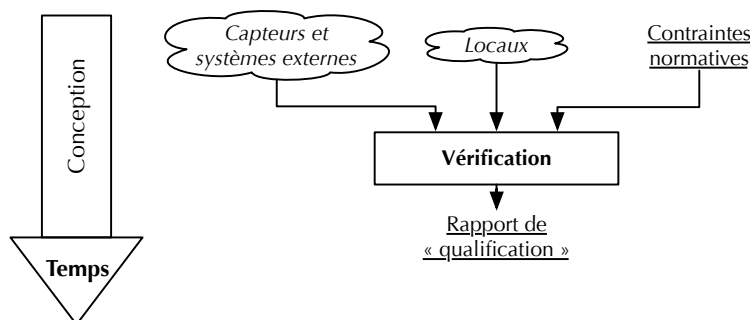 Conception
Temps
Capteurs et
systèmes externes
Locaux
Contraintes
normatives
Vérification
Rapport de
« qualification »